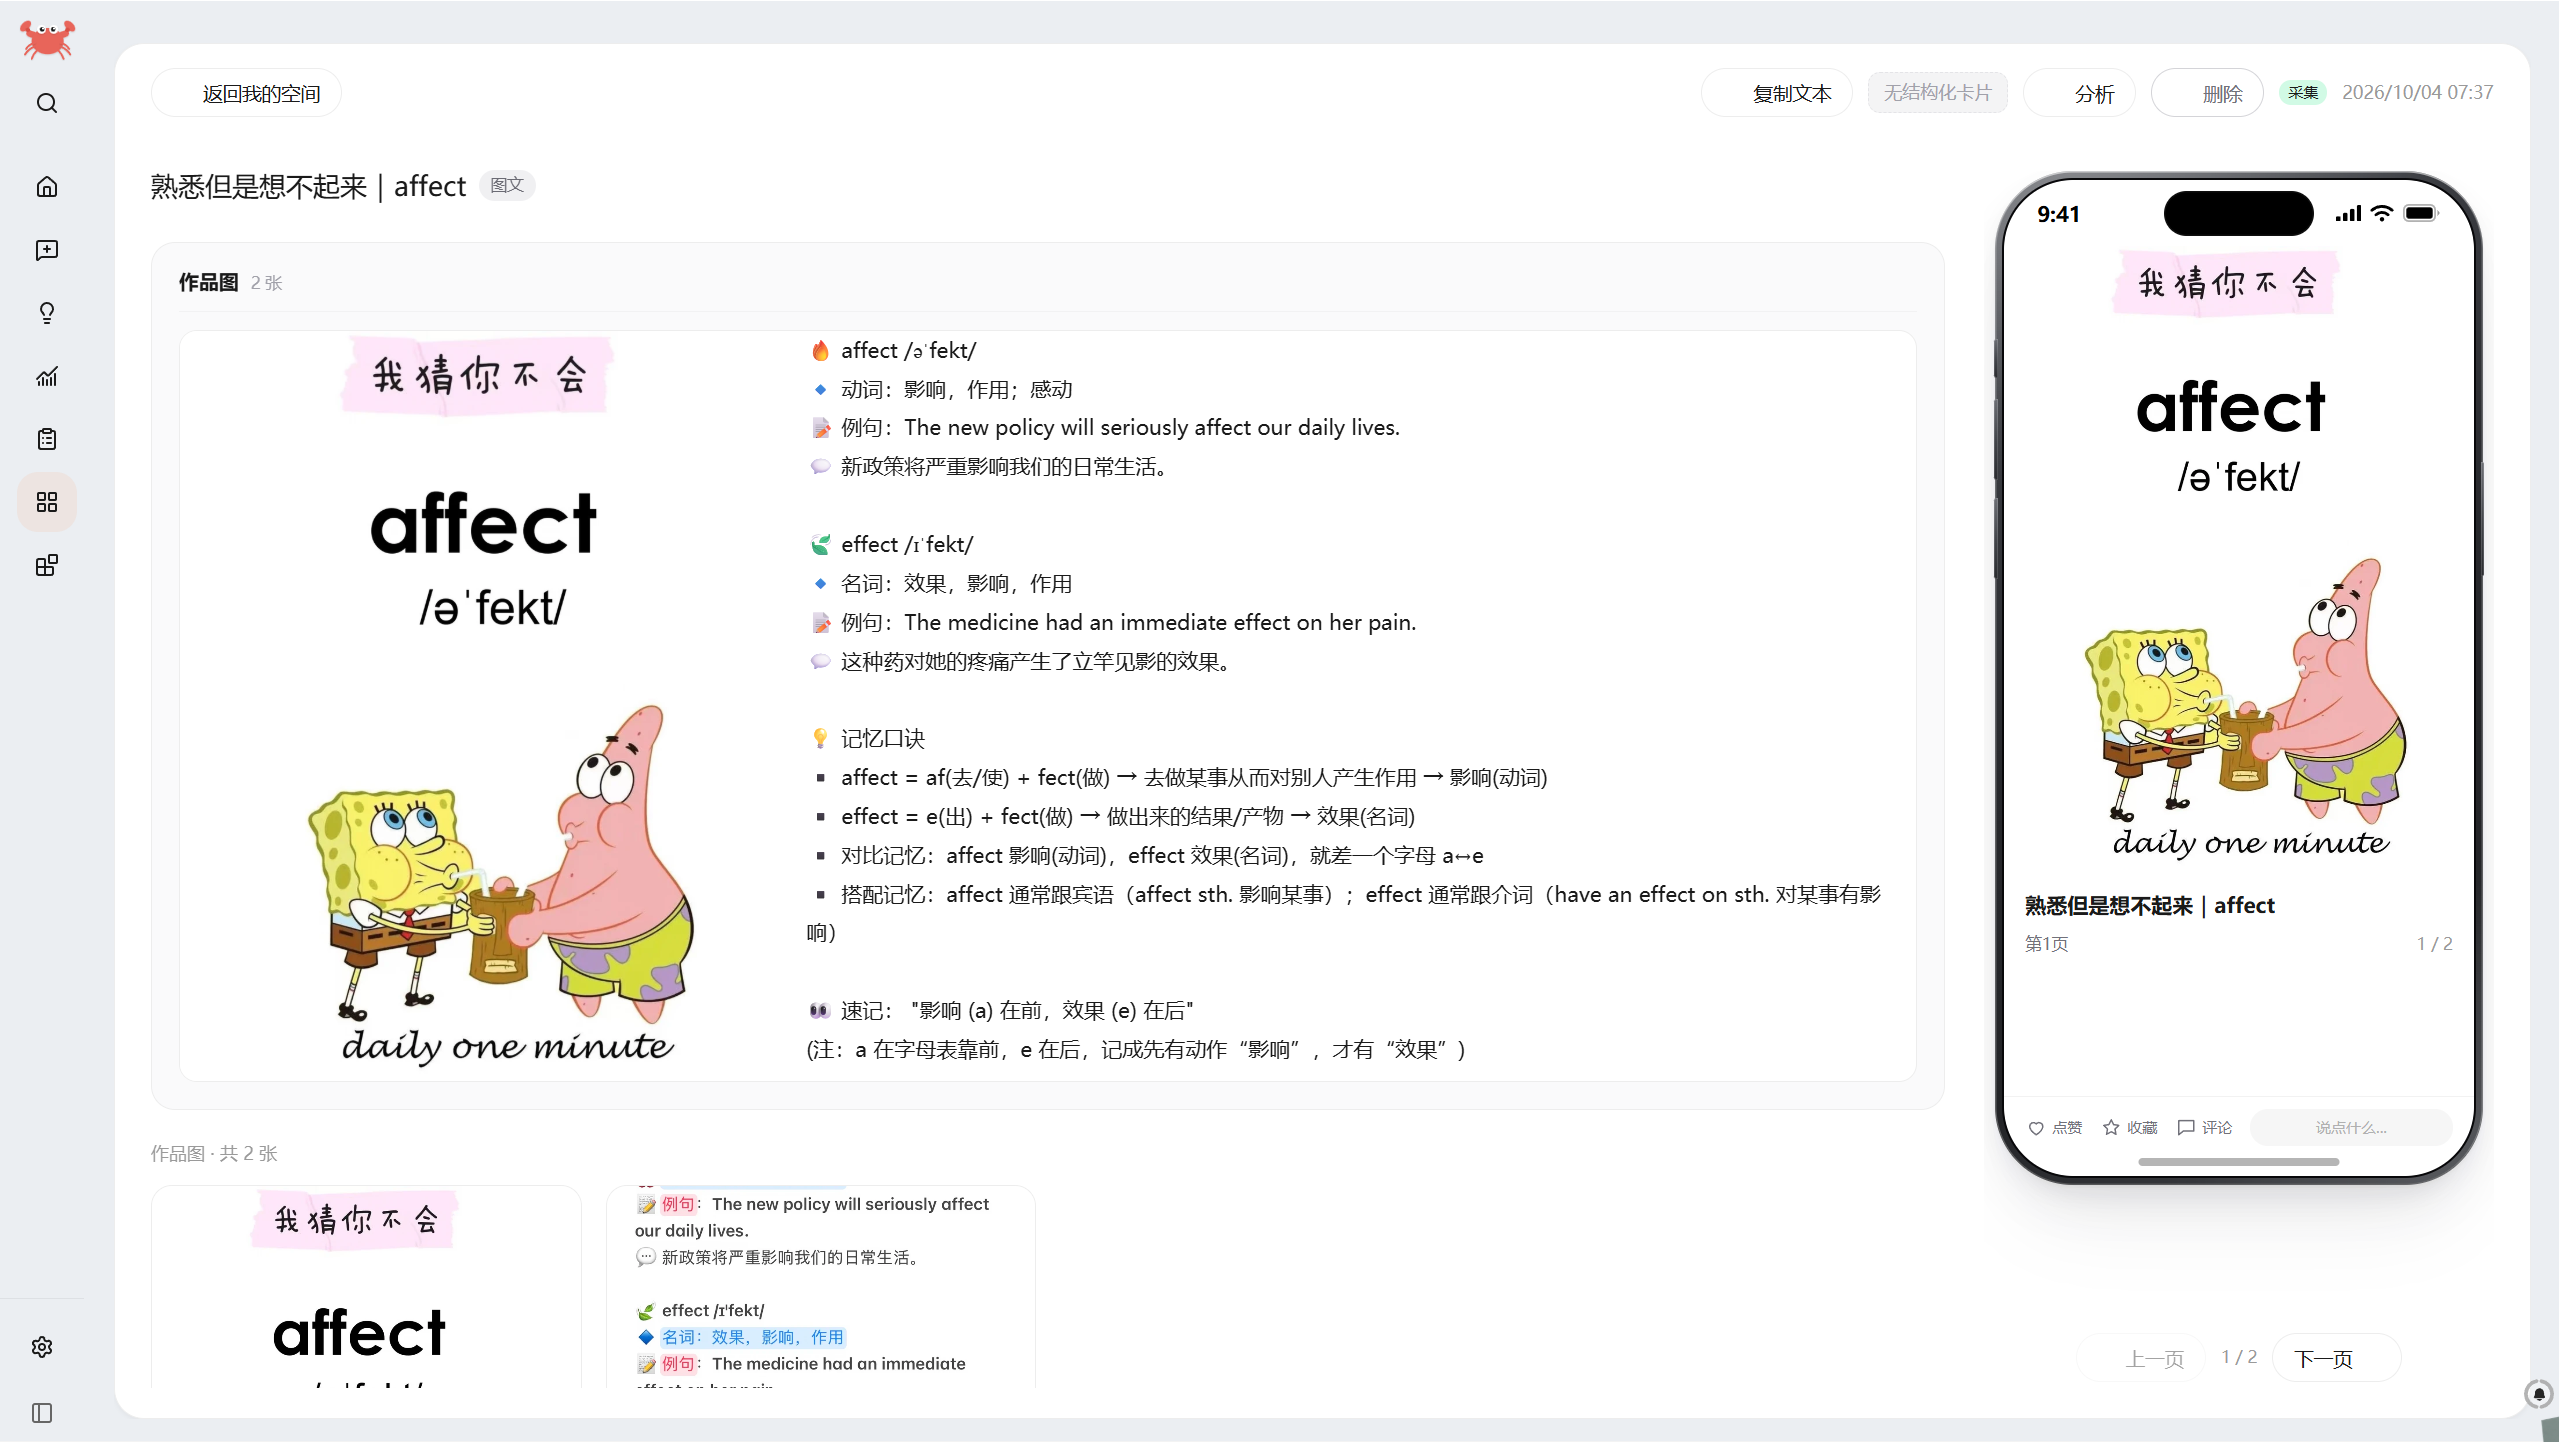 返回我的空间
复制文本
无结构化卡片
分析
删除
采集
2026/10/04 07:37
熟悉但是想不起来｜affect
图文
作品图 2 张
我猜你不会
affect
/əˈfekt/
daily one minute
🔥 affect /əˈfekt/
🔹 动词：影响，作用；感动
📝 例句：The new policy will seriously affect our daily lives.
💬 新政策将严重影响我们的日常生活。
🍃 effect /ɪˈfekt/
🔹 名词：效果，影响，作用
📝 例句：The medicine had an immediate effect on her pain.
💬 这种药对她的疼痛产生了立竿见影的效果。
💡 记忆口诀
▪ affect = af(去/使) + fect(做) → 去做某事从而对别人产生作用 → 影响(动词)
▪ effect = e(出) + fect(做) → 做出来的结果/产物 → 效果(名词)
▪ 对比记忆：affect 影响(动词)，effect 效果(名词)，就差一个字母 a↔e
▪ 搭配记忆：affect 通常跟宾语（affect sth. 影响某事）；effect 通常跟介词（have an effect on sth. 对某事有影
响）
👀 速记： "影响 (a) 在前，效果 (e) 在后"
(注：a 在字母表靠前，e 在后，记成先有动作“影响”，才有“效果”)
作品图 · 共 2 张
我猜你不会
affect
📝 例句：The new policy will seriously affect
our daily lives.
💬 新政策将严重影响我们的日常生活。
🍃 effect /ɪˈfekt/
🔹 名词：效果，影响，作用
📝 例句：The medicine had an immediate
9:41
我猜你不会
affect
/əˈfekt/
daily one minute
熟悉但是想不起来｜affect
第1页
1 / 2
点赞
收藏
评论
说点什么...
上一页
1 / 2
下一页